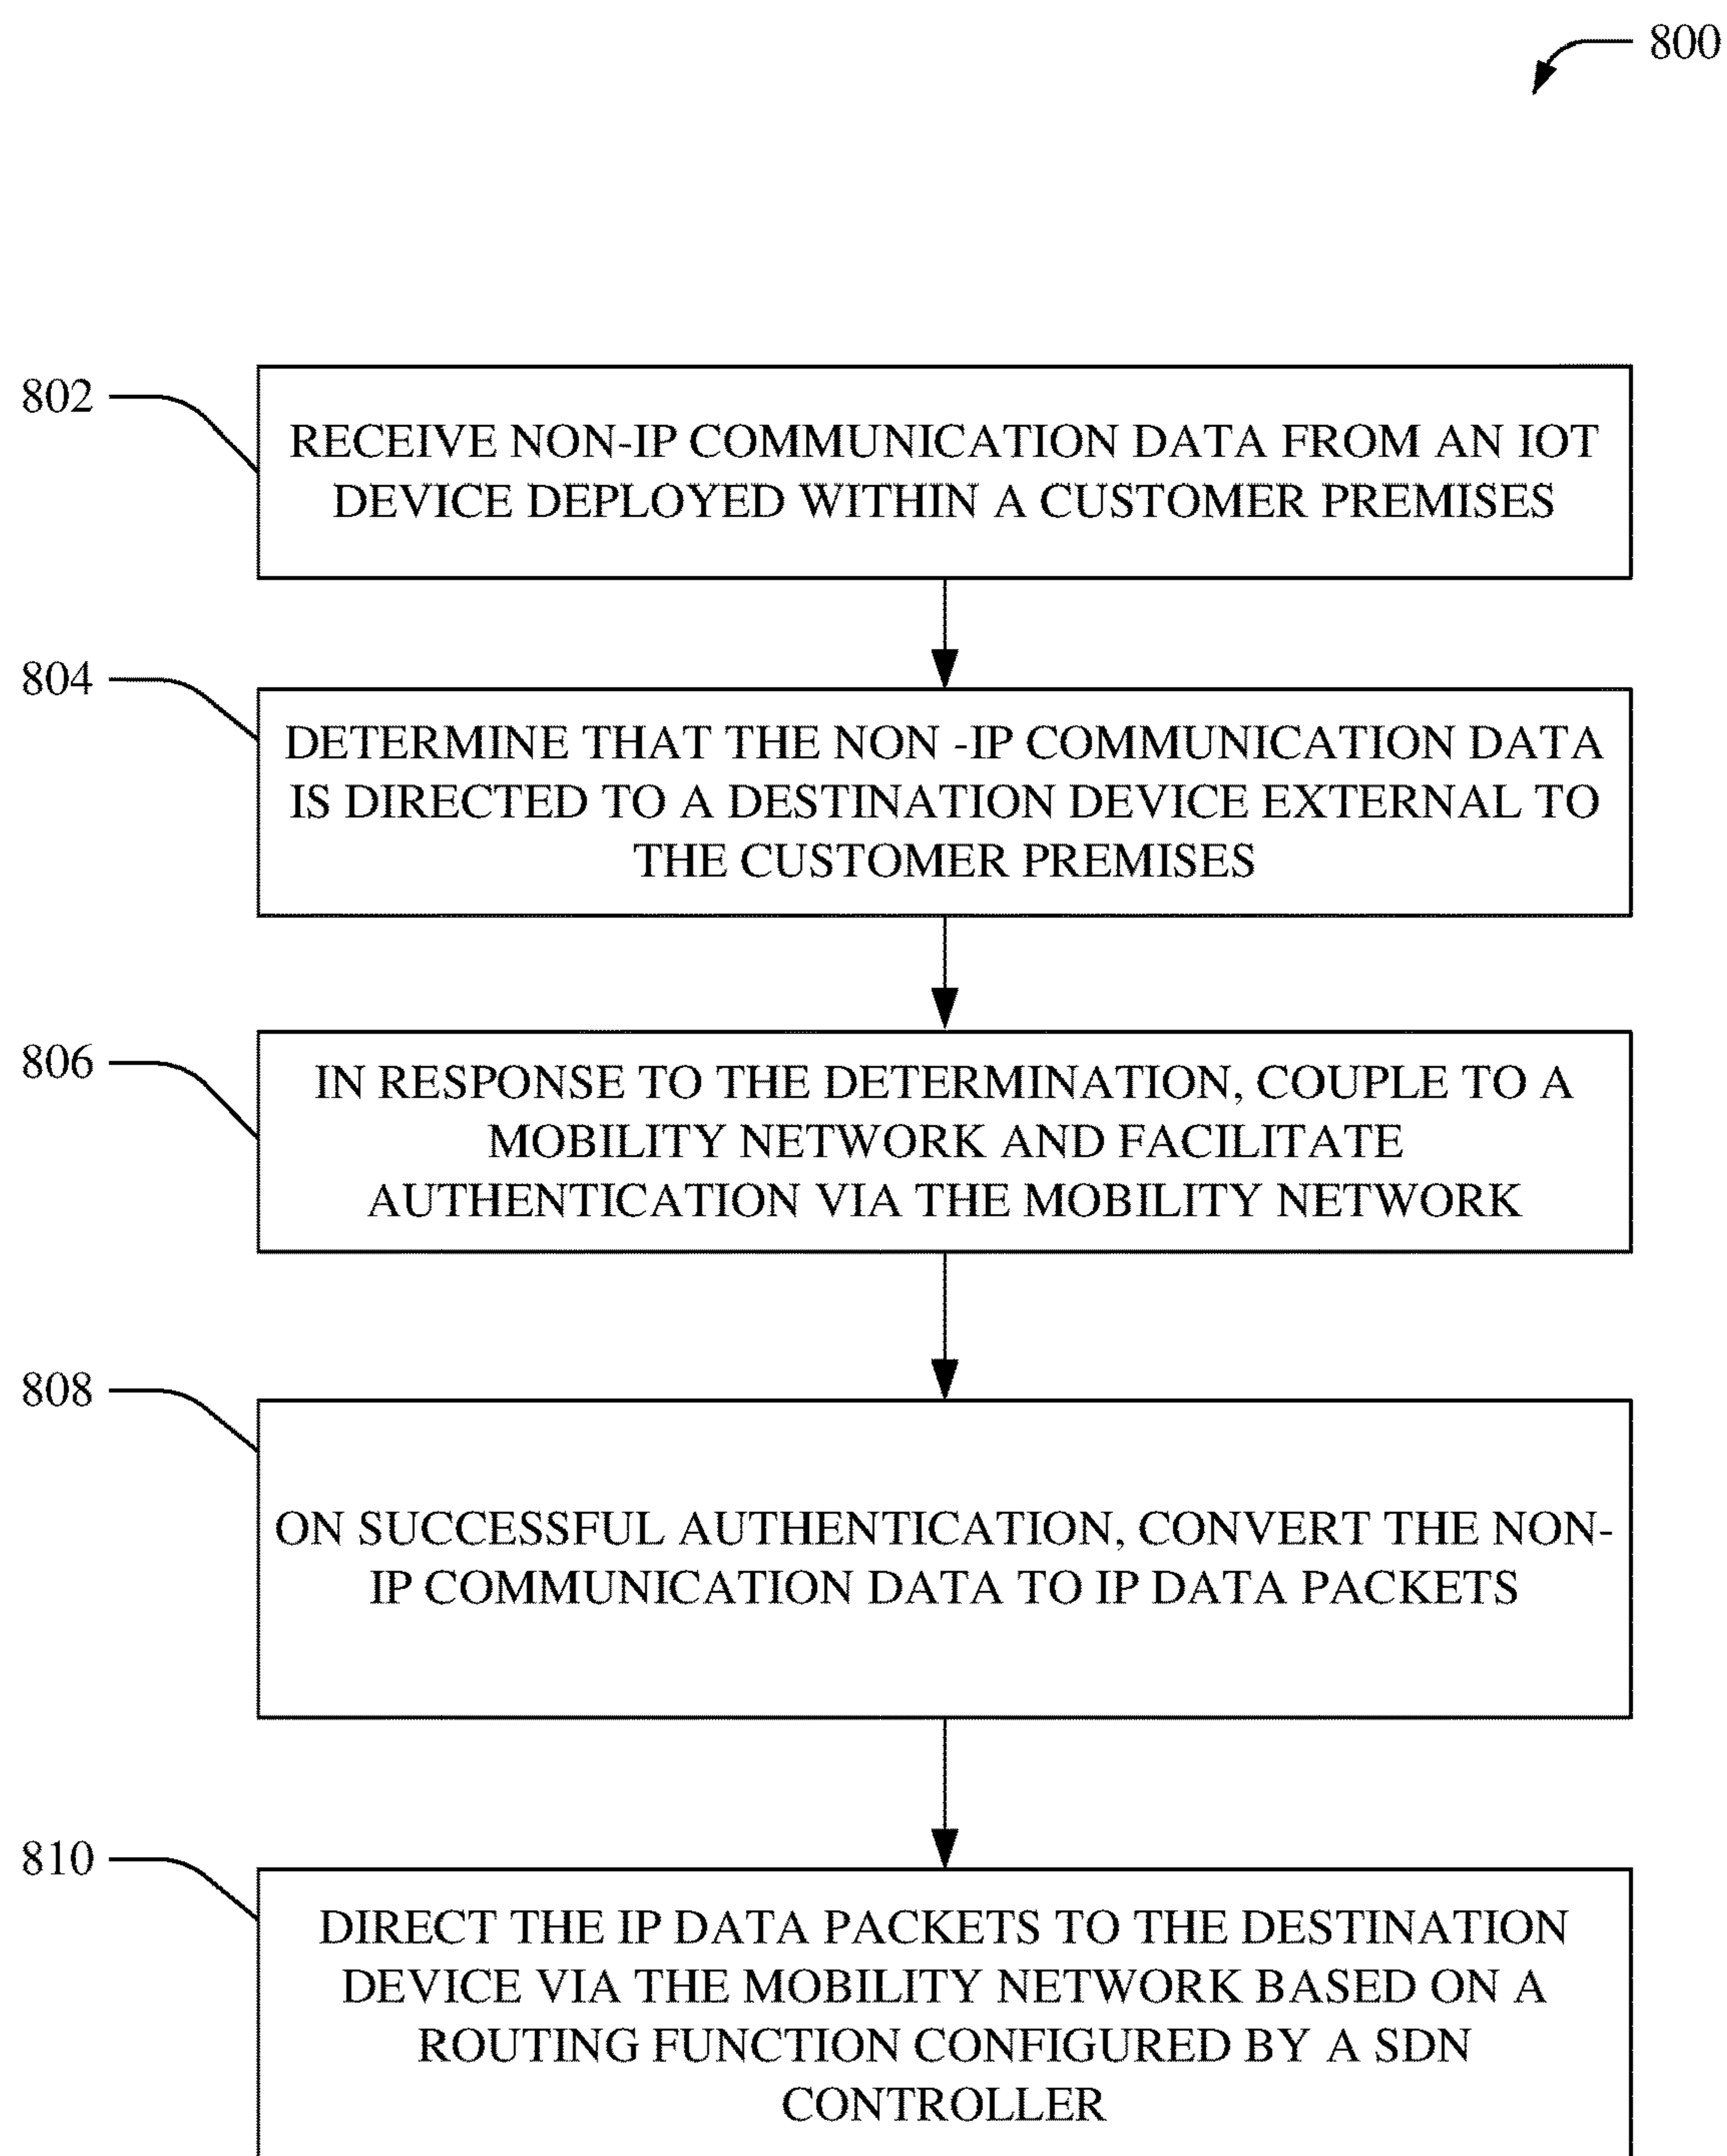 800
802
RECEIVE NON-IP COMMUNICATION DATA FROM AN IOT
DEVICE DEPLOYED WITHIN A CUSTOMER PREMISES
804
DETERMINE THAT THE NON -IP COMMUNICATION DATA
IS DIRECTED TO A DESTINATION DEVICE EXTERNAL TO
THE CUSTOMER PREMISES
806
IN RESPONSE TO THE DETERMINATION, COUPLE TO A
MOBILITY NETWORK AND FACILITATE
AUTHENTICATION VIA THE MOBILITY NETWORK
808
ON SUCCESSFUL AUTHENTICATION, CONVERT THE NON-
IP COMMUNICATION DATA TO IP DATA PACKETS
810
DIRECT THE IP DATA PACKETS TO THE DESTINATION
DEVICE VIA THE MOBILITY NETWORK BASED ON A
ROUTING FUNCTION CONFIGURED BY A SDN
CONTROLLER